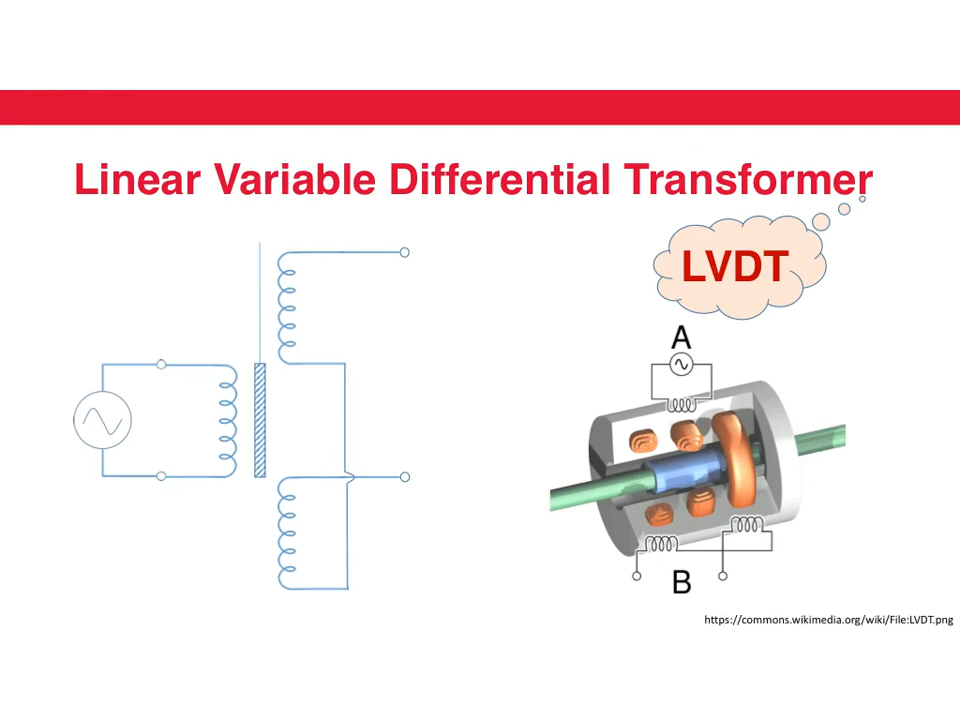 Linear Variable Differential Transformer
LVDT
A
B
https://commons.wikimedia.org/wiki/File:LVDT.png